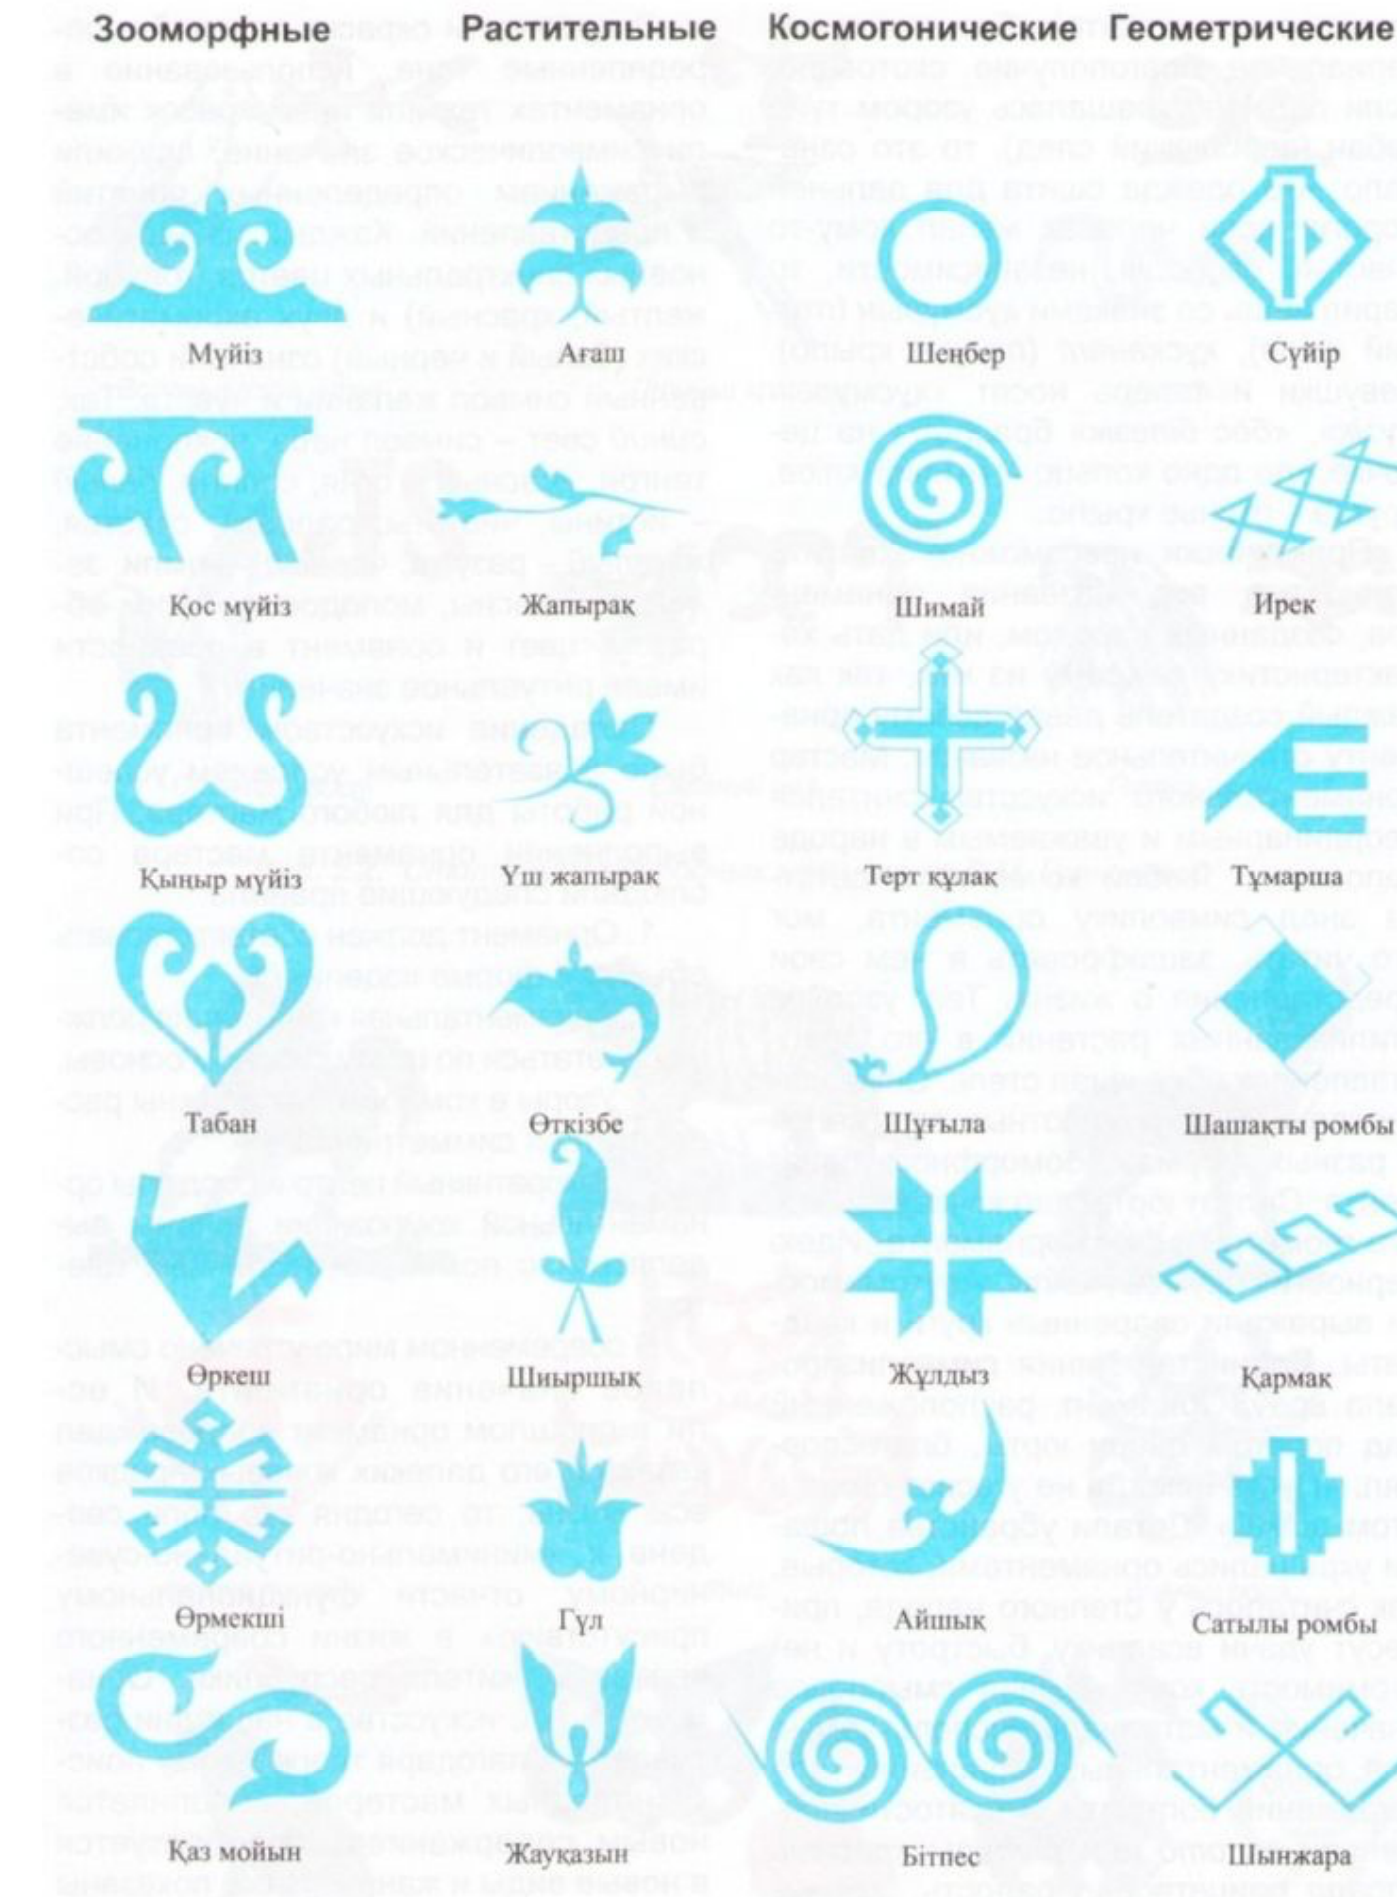 Зооморфные Растительные Космогонические Геометрические
Мүйіз Ағаш Шеңбер Сүйір
Қос мүйіз Жапырақ Шимай Ирек
Қыңыр мүйіз Үш жапырақ Терт құлақ Тұмарша
Табан Өткізбе Шұғыла Шашақты ромбы
Өркеш Шиыршық Жұлдыз Қармақ
Өрмекші Гүл Айшық Сатылы ромбы
Қаз мойын Жауқазын Бітпес Шынжара